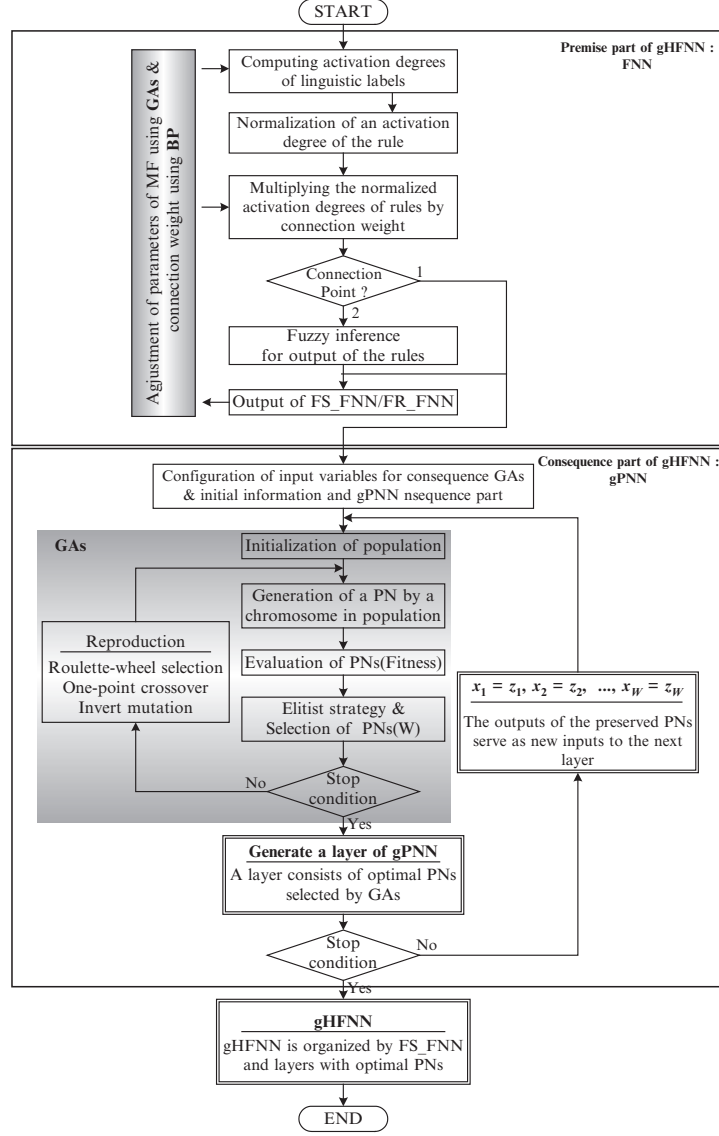 START
Premise part of gHFNN :
FNN
Computing activation degrees
of linguistic labels
Normalization of an activation
degree of the rule
Multiplying the normalized
activation degrees of rules by
connection weight
Agjustment of parameters of MF using GAs &
connection weight using BP
Connection
Point ?
1
2
Fuzzy inference
for output of the rules
Output of FS_FNN/FR_FNN
Consequence part of gHFNN :
gPNN
Configuration of input variables for consequence GAs
& initial information and gPNN nsequence part
GAs
Initialization of population
Generation of a PN by a
chromosome in population
Reproduction
Roulette-wheel selection
One-point crossover
Invert mutation
Evaluation of PNs(Fitness)
Elitist strategy &
Selection of PNs(W)
x1 = z1, x2 = z2, ..., xW = zW
The outputs of the preserved PNs
serve as new inputs to the next
layer
No
Stop
condition
Yes
Generate a layer of gPNN
A layer consists of optimal PNs
selected by GAs
Stop
condition
No
Yes
gHFNN
gHFNN is organized by FS_FNN
and layers with optimal PNs
END